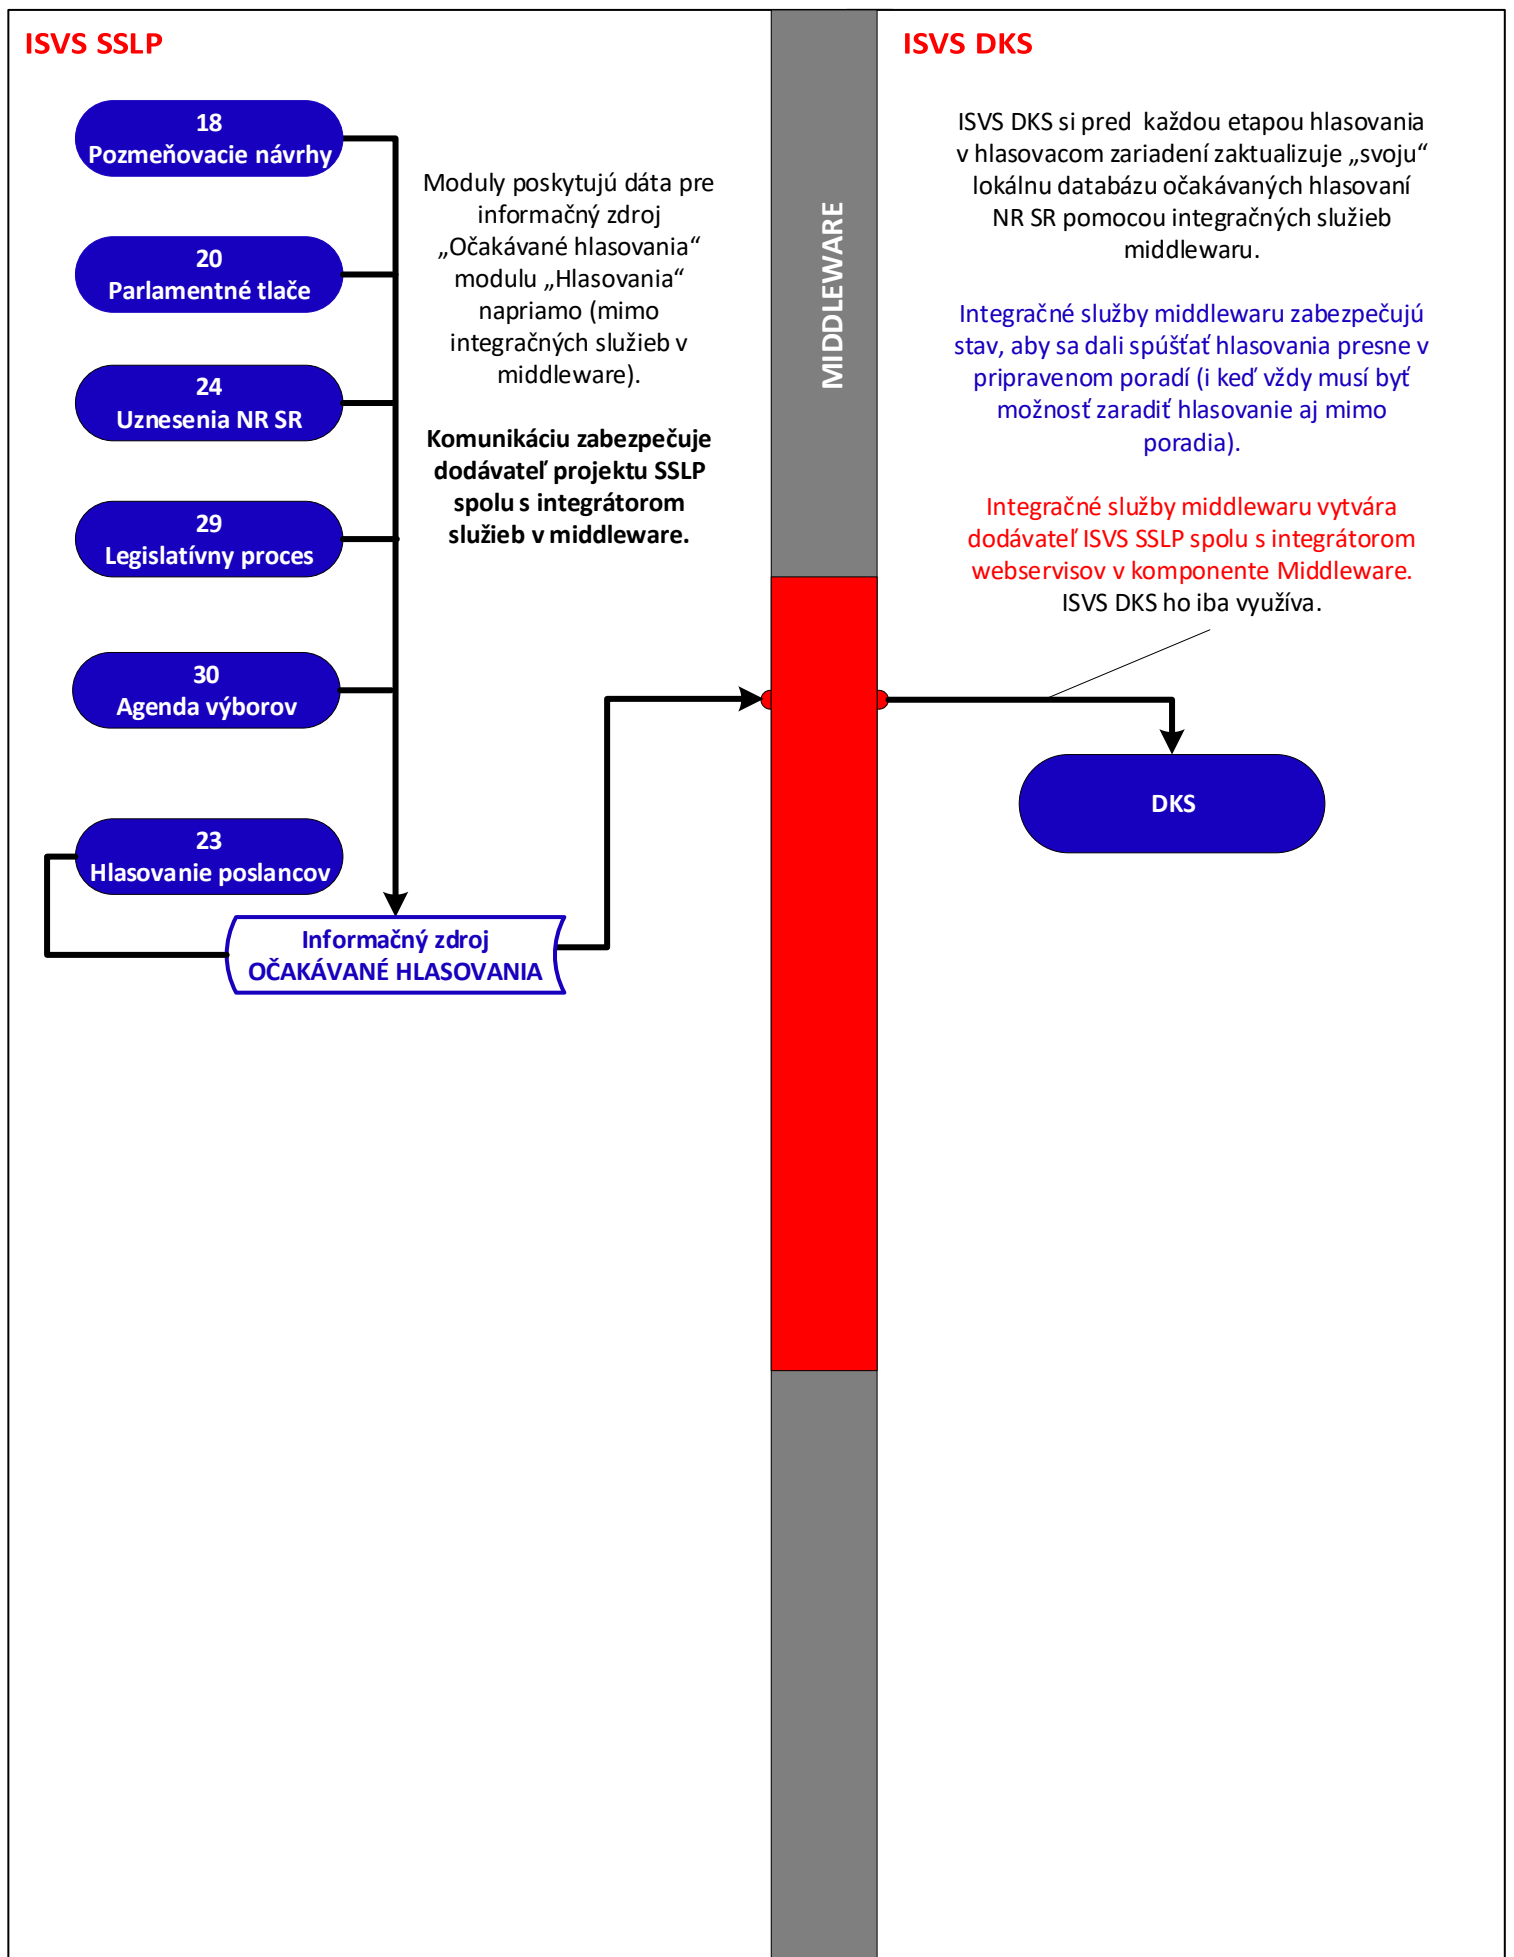 ISVS SSLP
18
Pozmeňovacie návrhy
20
Parlamentné tlače
24
Uznesenia NR SR
29
Legislatívny proces
30
Agenda výborov
23
Hlasovanie poslancov
Informačný zdroj
OČAKÁVANÉ HLASOVANIA
Moduly poskytujú dáta pre
informačný zdroj
„Očakávané hlasovania“
modulu „Hlasovania“
napriamo (mimo
integračných služieb v
middleware).
Komunikáciu zabezpečuje
dodávateľ projektu SSLP
spolu s integrátorom
služieb v middleware.
MIDDLEWARE
ISVS DKS
ISVS DKS si pred každou etapou hlasovania
v hlasovacom zariadení zaktualizuje „svoju“
lokálnu databázu očakávaných hlasovaní
NR SR pomocou integračných služieb
middlewaru.
Integračné služby middlewaru zabezpečujú
stav, aby sa dali spúšťať hlasovania presne v
pripravenom poradí (i keď vždy musí byť
možnosť zaradiť hlasovanie aj mimo
poradia).
Integračné služby middlewaru vytvára
dodávateľ ISVS SSLP spolu s integrátorom
webservisov v komponente Middleware.
ISVS DKS ho iba využíva.
DKS